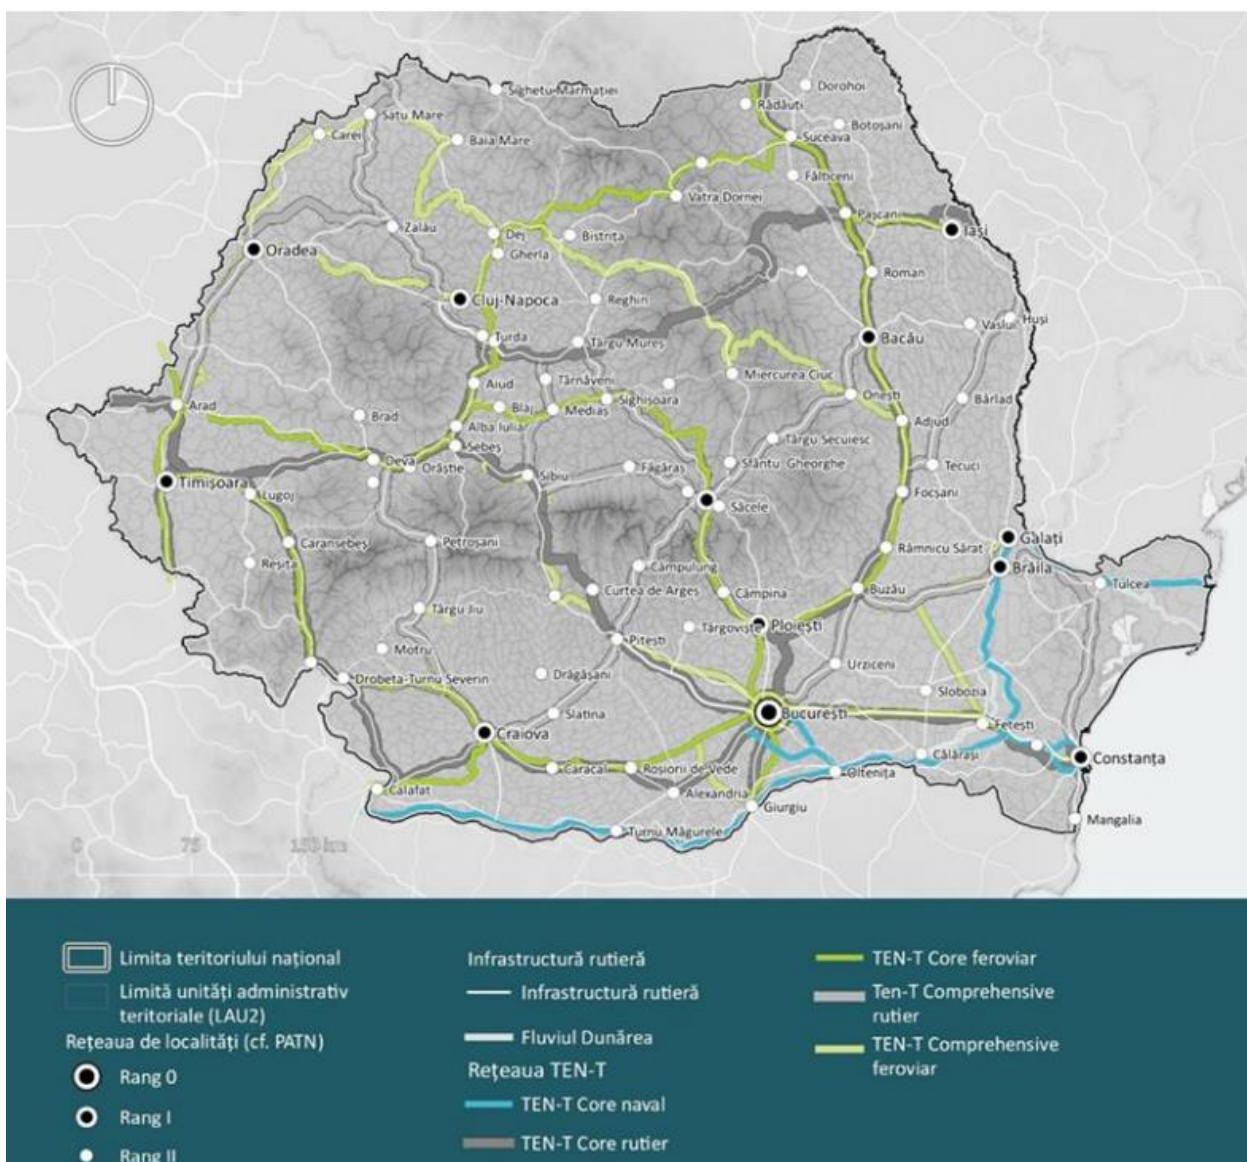 Sighetu-Marmației
Dorohoi
Rădăuți
Satu Mare
Botoșani
Carei
Baia Mare
Suceava
Fălticeni
Vatra Dornei
Pașcani
Zalău
Dej
Bistrița
Iași
Oradea
Gherla
Roman
Cluj-Napoca
Reghin
Vaslui
Huși
Turda
Târgu Mureș
Bacău
Miercurea Ciuc
Aiud
Târnăveni
Onești
Bârlad
Arad
Brad
Blaj
Mediaș
Sighișoara
Adjud
Alba Iulia
Târgu Secuiesc
Sebeș
Deva
Orăștie
Sibiu
Făgăraș
Sfântu Gheorghe
Tecuci
Timișoara
Lugoj
Focșani
Săcele
Caransebeș
Petroșani
Galați
Râmnicu Sărat
Reșița
Câmpulung
Brăila
Tulcea
Curtea de Argeș
Câmpina
Buzău
Târgu Jiu
Târgoviște
Ploiești
Pitești
Motru
Urziceni
Drobeta-Turnu Severin
Drăgășani
Slobozia
Slatina
București
Fetești
Craiova
Constanța
Călărași
Caracal
Roșiorii de Vede
Oltenița
Calafat
Alexandria
Giurgiu
Mangalia
Turnu Măgurele
0 75 150 km
Limita teritoriului național
Limită unități administrativ
teritoriale (LAU2)
Rețeaua de localități (cf. PATN)
Rang 0
Rang I
Rang II
Infrastructură rutieră
Infrastructură rutieră
Fluviul Dunărea
Rețeaua TEN-T
TEN-T Core naval
TEN-T Core rutier
TEN-T Core feroviar
Ten-T Comprehensive
rutier
TEN-T Comprehensive
feroviar